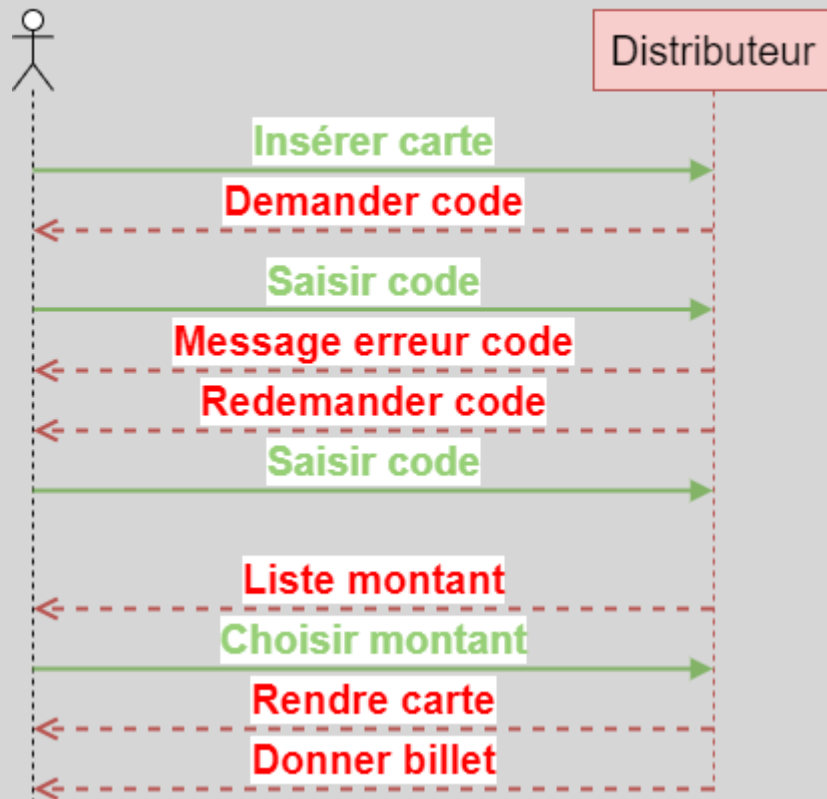 Distributeur
Insérer carte
Demander code
Saisir code
Message erreur code
Redemander code
Saisir code
Liste montant
Choisir montant
Rendre carte
Donner billet